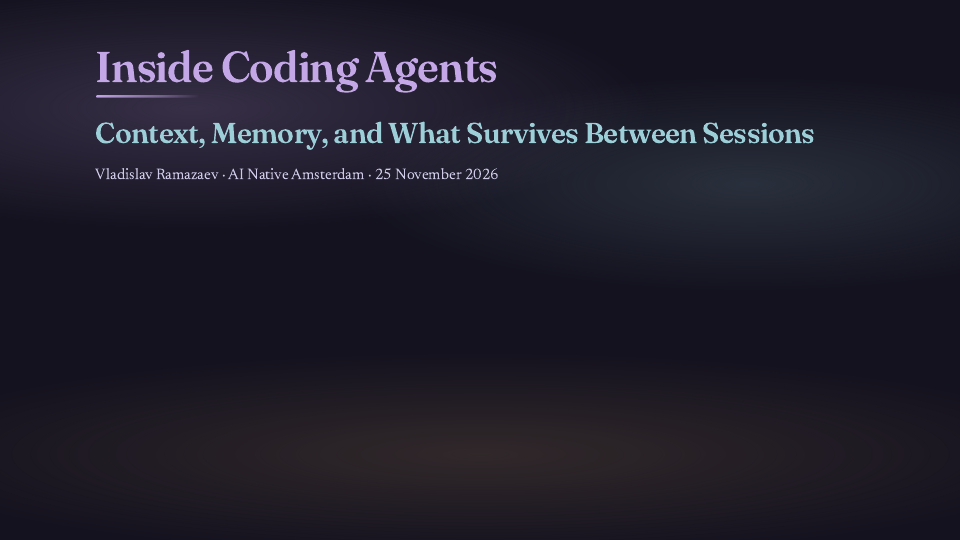 Inside Coding Agents
Context, Memory, and What Survives Between Sessions
Vladislav Ramazaev · AI Native Amsterdam · 25 November 2026